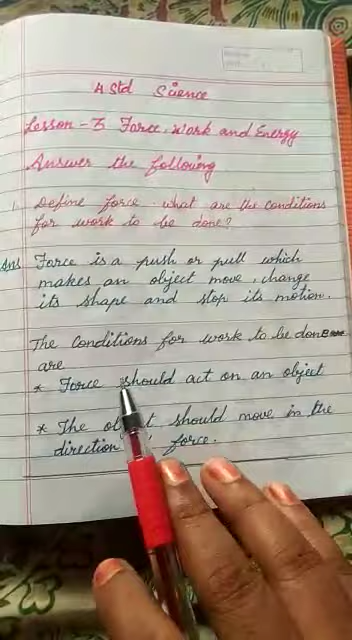 4 Std Science
Lesson - 3 Force, work and Energy
Answer the following
1. Define force. what are the conditions
for work to be done?
Ans Force is a push or pull which
makes an object move, change
its shape and stop its motion.
The conditions for work to be done
are
* Force should act on an object
* The should move in the
direction force.